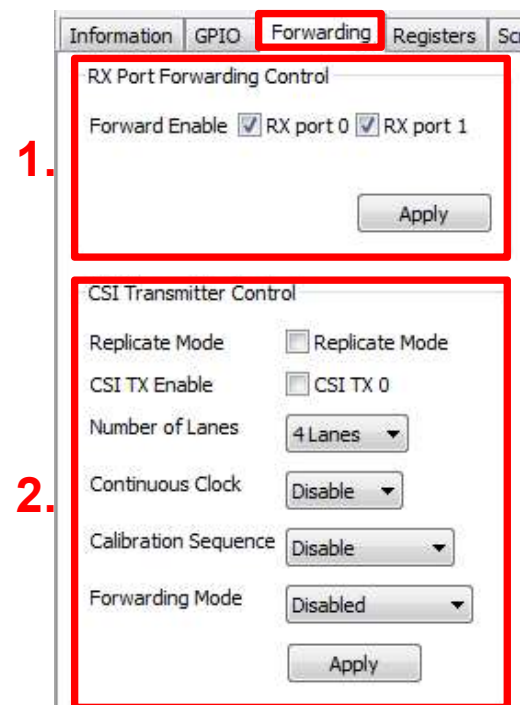 Information GPIO Forwarding Registers
RX Port Forwarding Control
Forward Enable RX port 0 RX port 1
1.
Apply
CSI Transmitter Control
Replicate Mode Replicate Mode
CSI TX Enable CSI TX 0
Number of Lanes 4 Lanes
2.
Continuous Clock Disable
Calibration Sequence Disable
Forwarding Mode Disabled
Apply